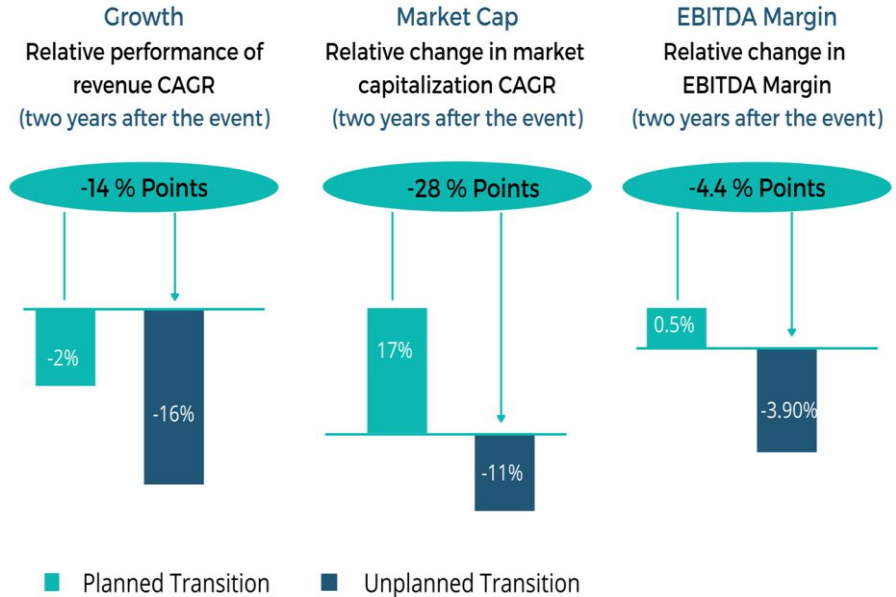 Growth
Relative performance of
revenue CAGR
(two years after the event)
-14 % Points
-2%
-16%
Market Cap
Relative change in market
capitalization CAGR
(two years after the event)
-28 % Points
17%
-11%
EBITDA Margin
Relative change in
EBITDA Margin
(two years after the event)
-4.4 % Points
0.5%
-3.90%
Planned Transition
Unplanned Transition